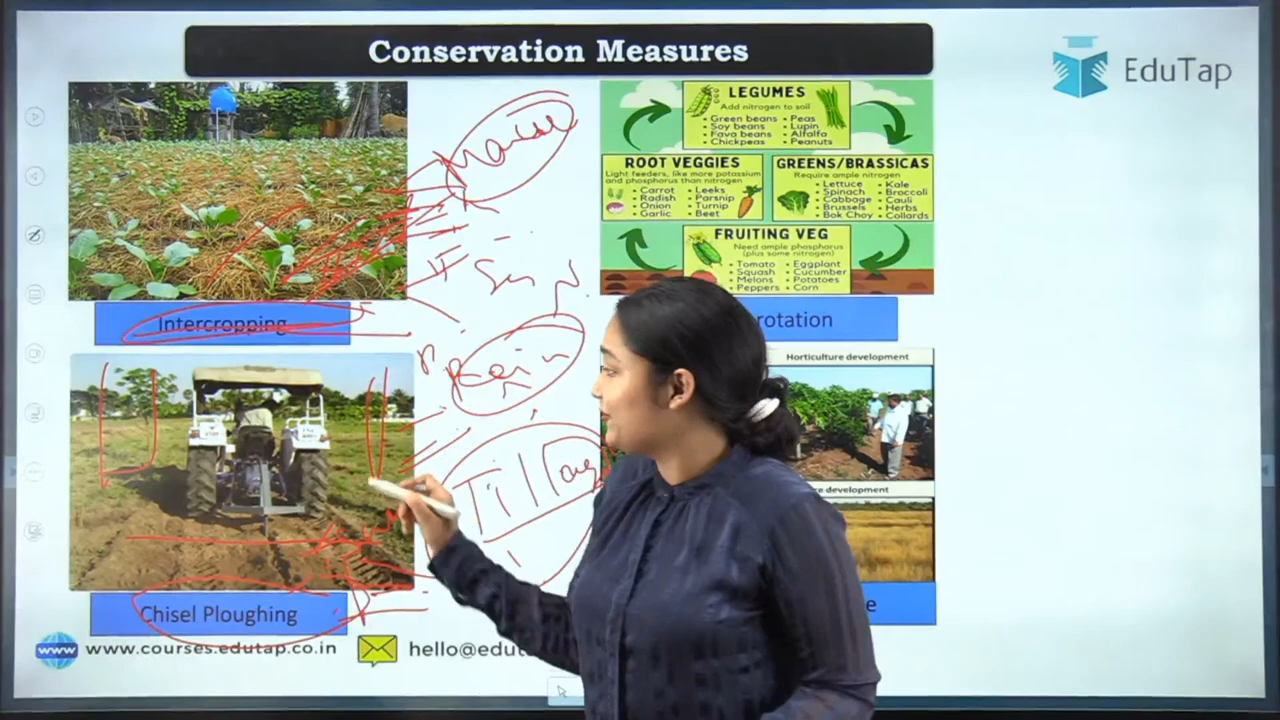 Conservation Measures
EduTap
LEGUMES
Add nitrogen to soil
• Green beans • Peas
• Soy beans • Lupin
• Fava beans • Alfalfa
• Chickpeas • Peanuts
ROOT VEGGIES
Light feeders, like more potassium
and phosphorus than nitrogen
• Carrot • Leeks
• Radish • Parsnip
• Onion • Turnip
• Garlic • Beet
GREENS/BRASSICAS
Require ample nitrogen
• Lettuce • Kale
• Spinach • Broccoli
• Cabbage • Cauli
• Brussels • Herbs
• Bok Choy • Collards
FRUITING VEG
Need ample phosphorus
(plus some nitrogen)
• Tomato • Eggplant
• Squash • Cucumber
• Melons • Potatoes
• Peppers • Corn
Intercropping
rotation
Horticulture development
development
Tillag
Chisel Ploughing
www
www.courses.edutap.co.in
hello@edut